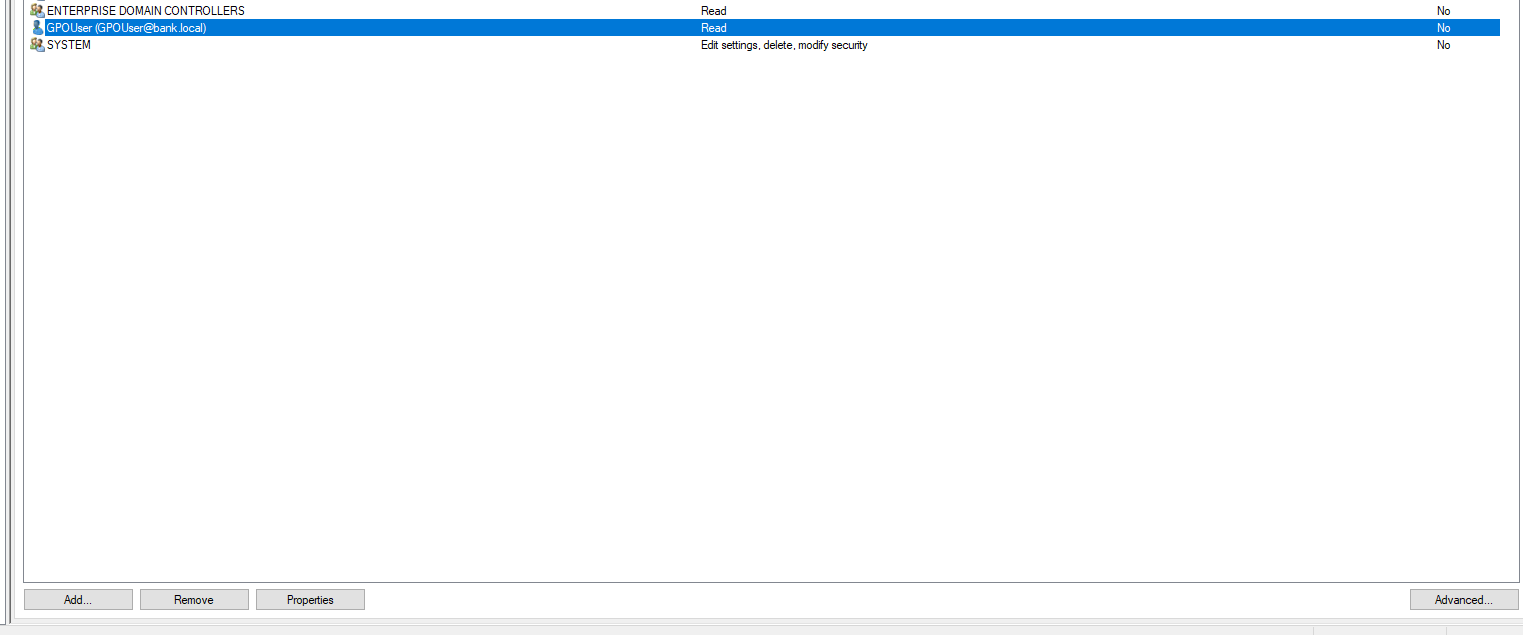 ENTERPRISE DOMAIN CONTROLLERS Read No
GPOUser (GPOUser@bank.local) Read No
SYSTEM Edit settings, delete, modify security No
Add... Remove Properties Advanced...